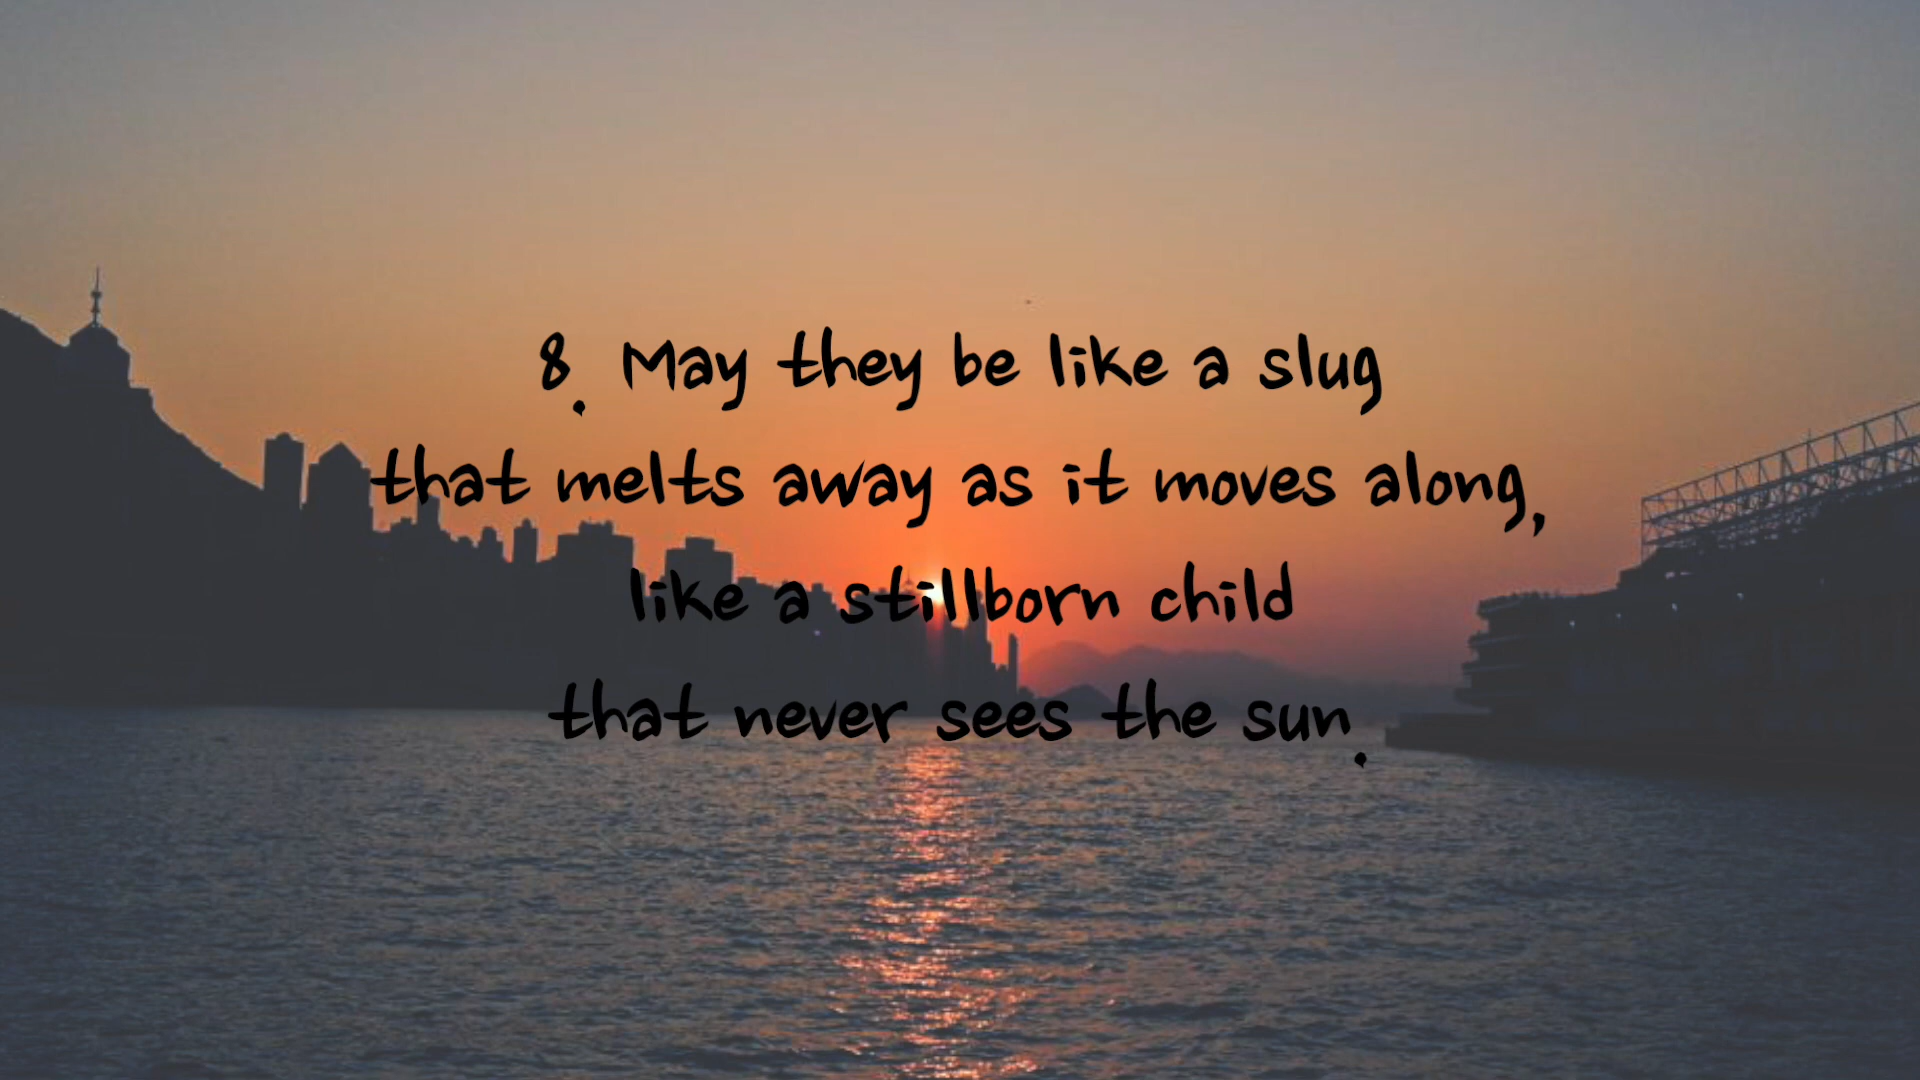 8. May they be like a slug
that melts away as it moves along,
like a stillborn child
that never sees the sun.